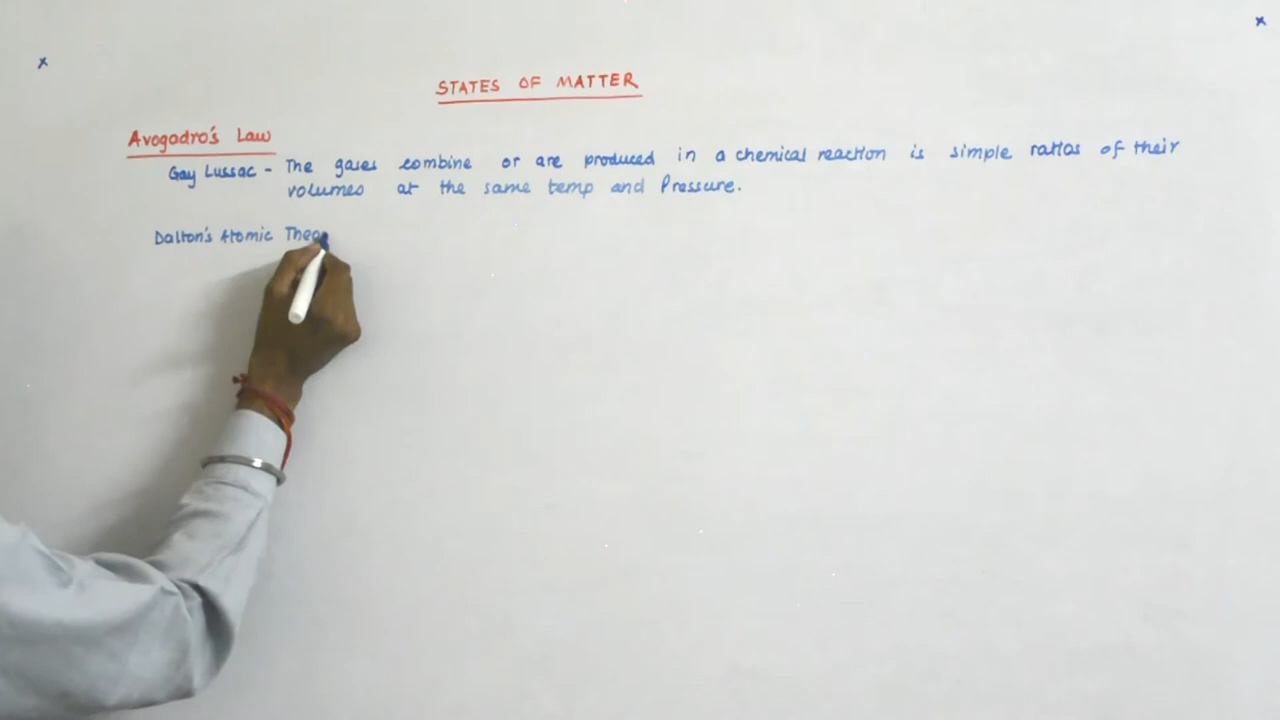 STATES OF MATTER
Avogadro's Law
Gay Lussac - The gases combine or are produced in a chemical reaction is simple ratios of their
volumes at the same temp and Pressure.
Dalton's Atomic Theo